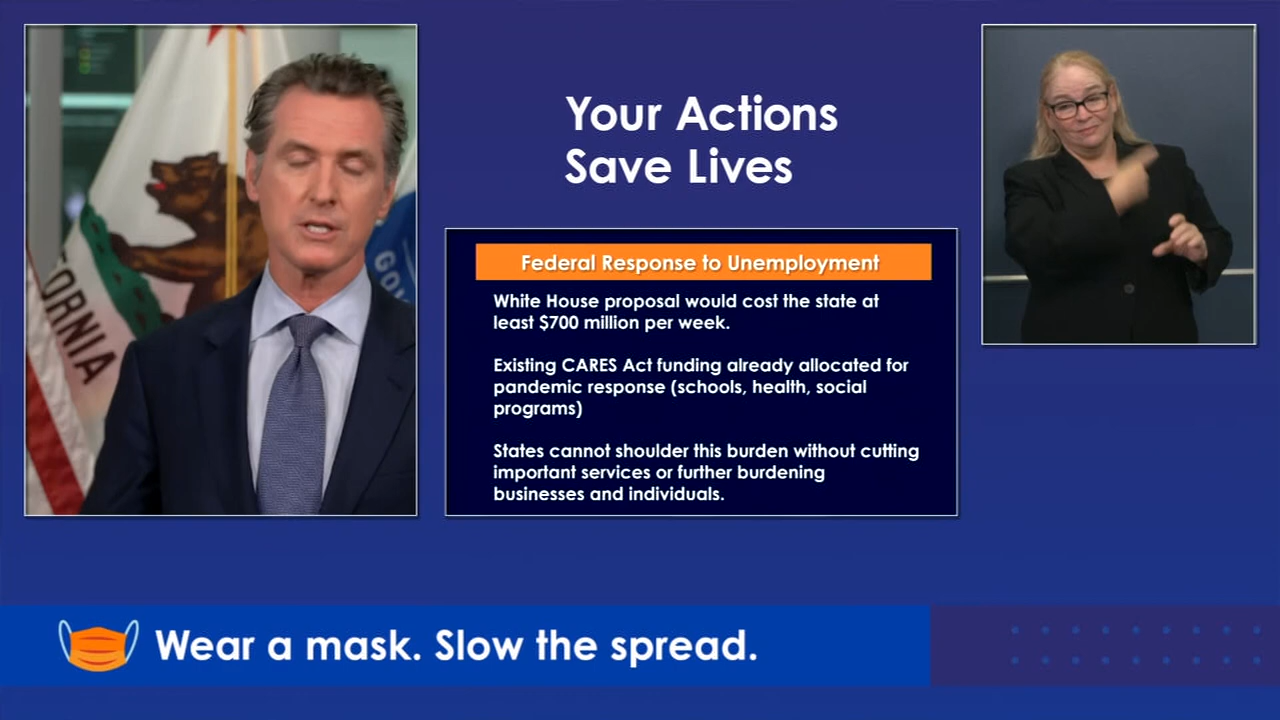 Your Actions
Save Lives
Federal Response to Unemployment
White House proposal would cost the state at
least $700 million per week.
Existing CARES Act funding already allocated for
pandemic response (schools, health, social
programs)
States cannot shoulder this burden without cutting
important services or further burdening
businesses and individuals.
ORNIA
GOV
Wear a mask. Slow the spread.